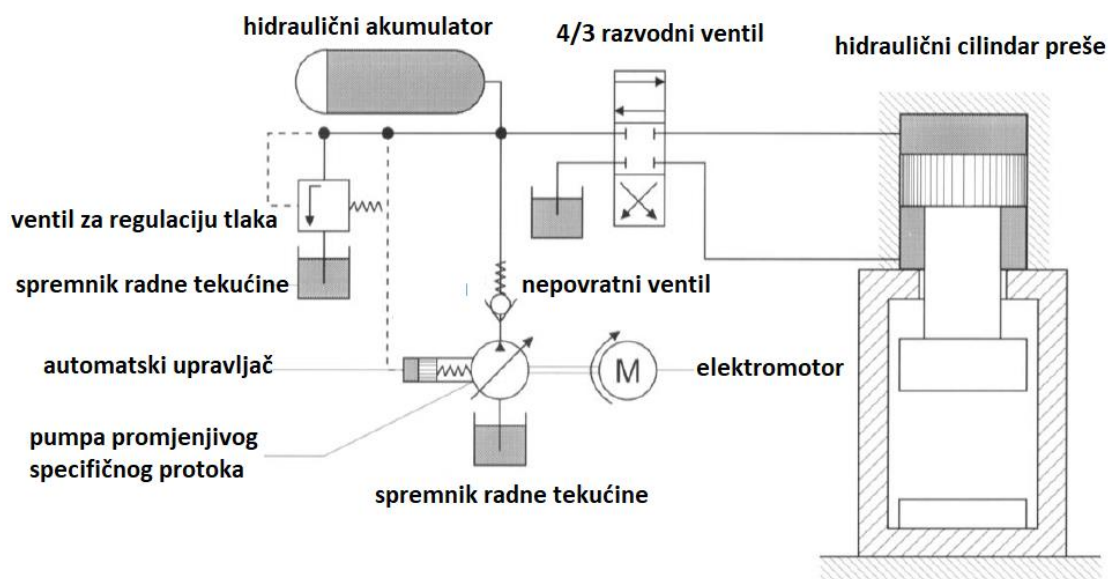 hidraulični akumulator
4/3 razvodni ventil
hidraulični cilindar preše
ventil za regulaciju tlaka
spremnik radne tekućine
nepovratni ventil
automatski upravljač
M
elektromotor
pumpa promjenjivog
specifičnog protoka
spremnik radne tekućine